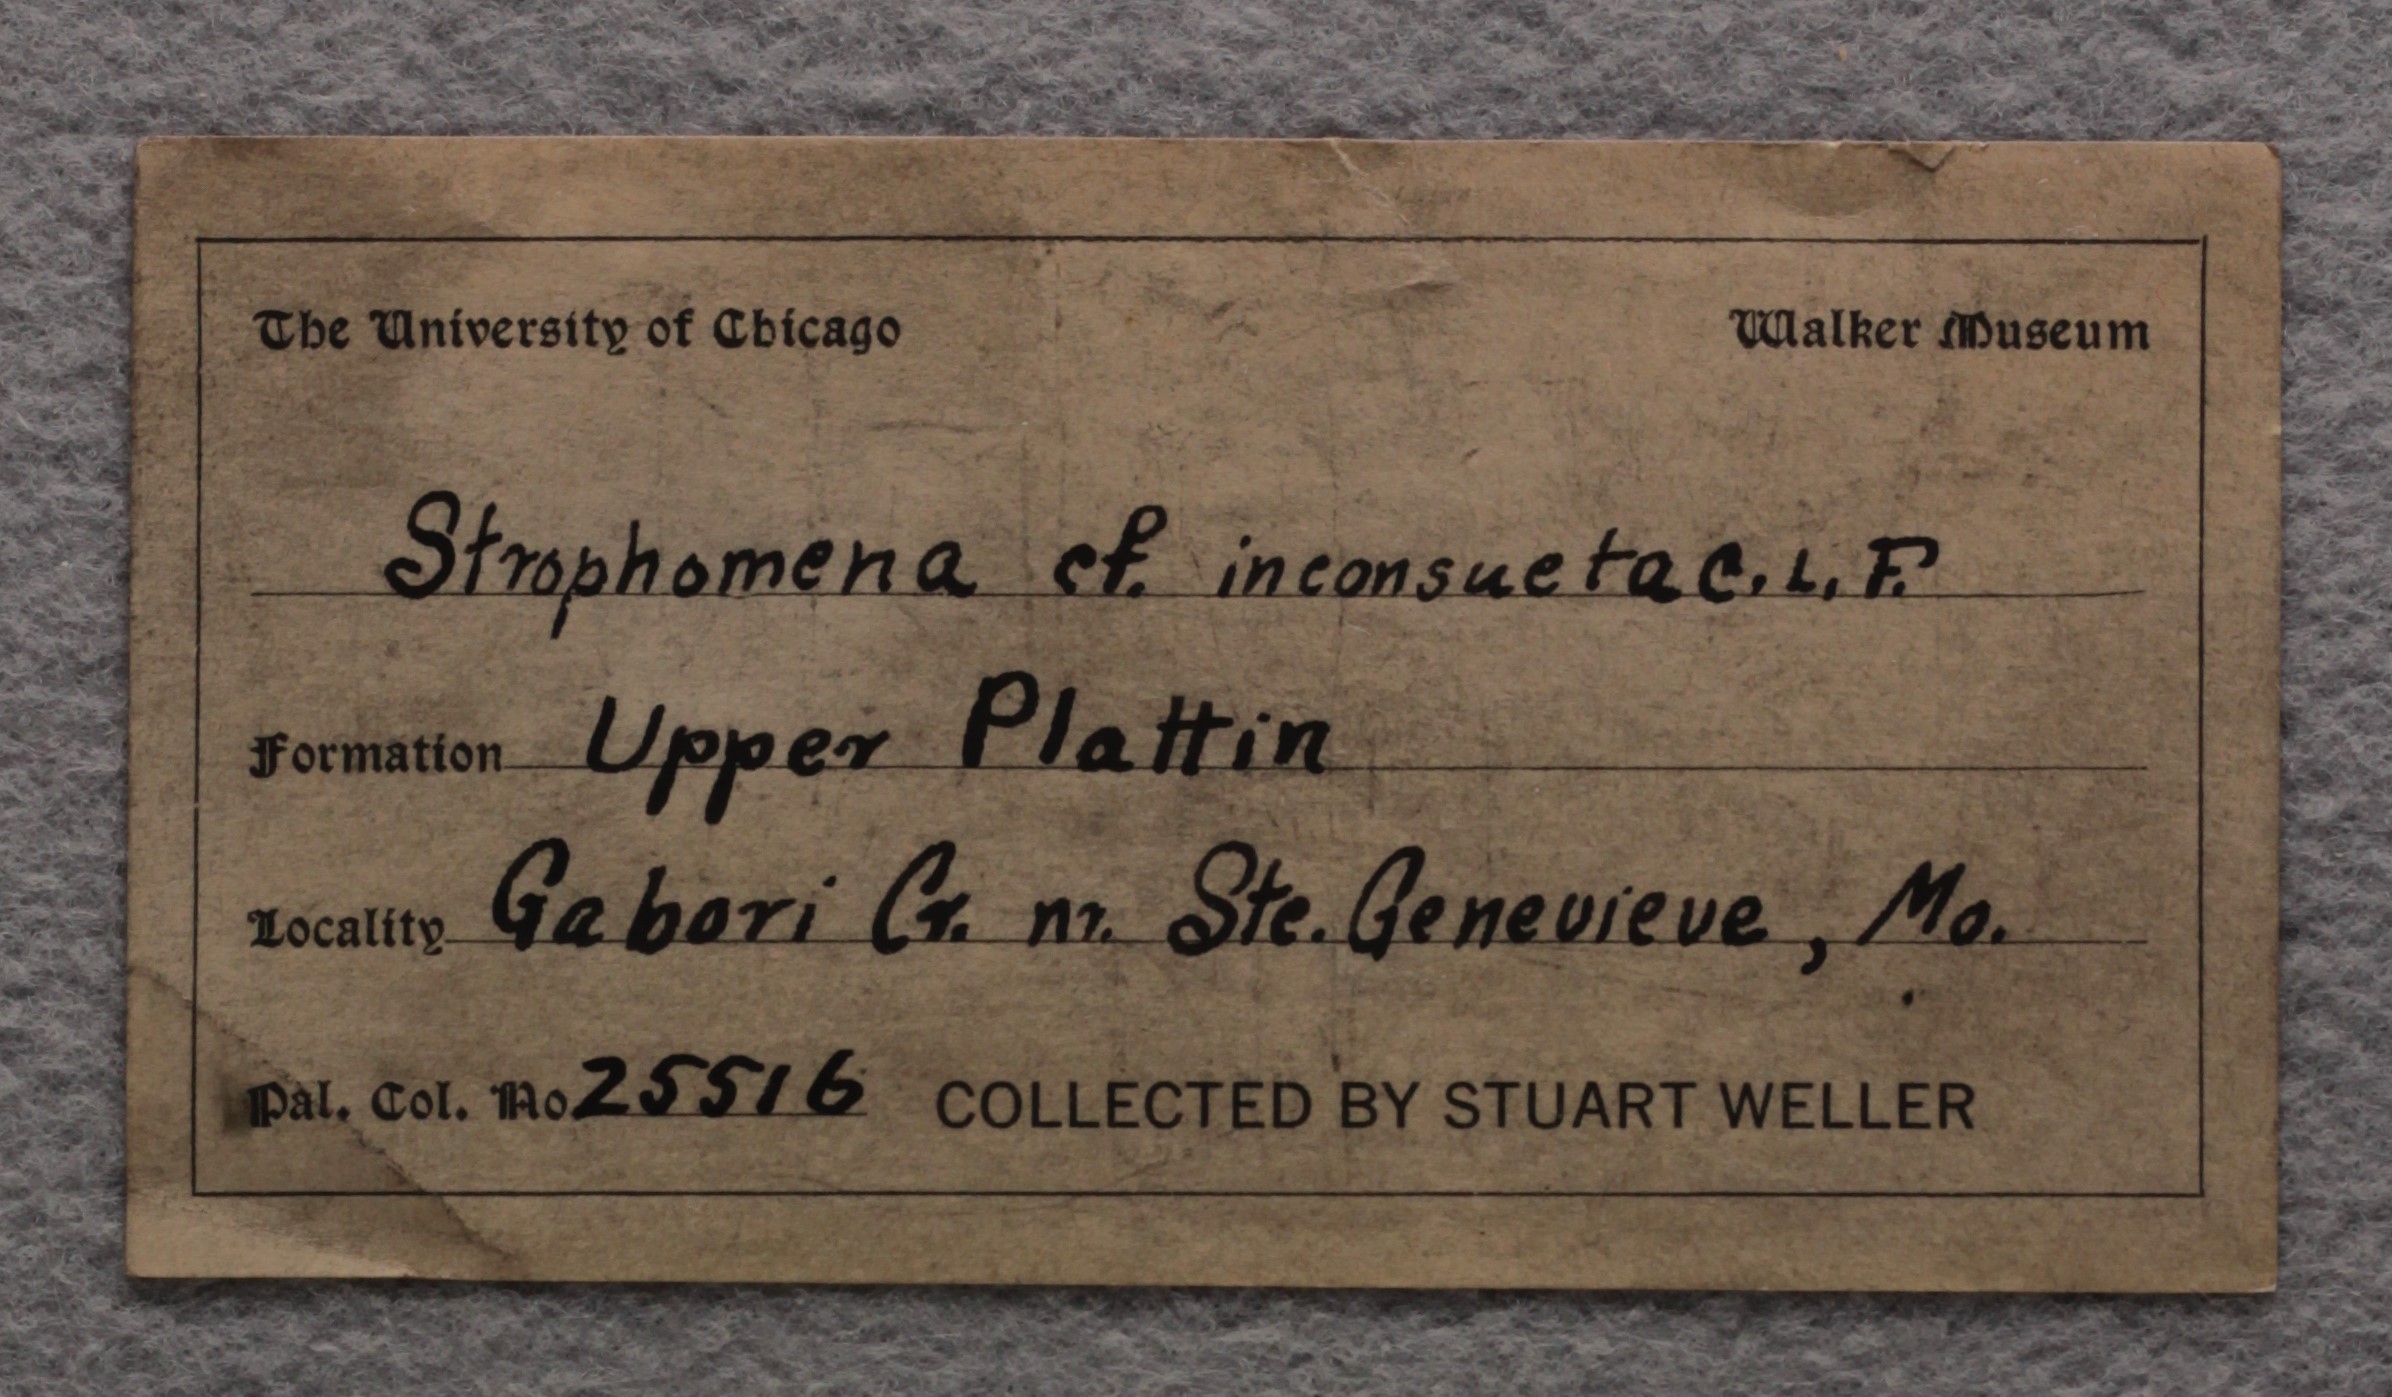 The University of Chicago Walker Museum
Strophomena cf. inconsueta C. L. F.
Formation Upper Plattin
Locality Gabori Cr. nr. Ste. Genevieve, Mo.
Pal. Col. No 25516 COLLECTED BY STUART WELLER